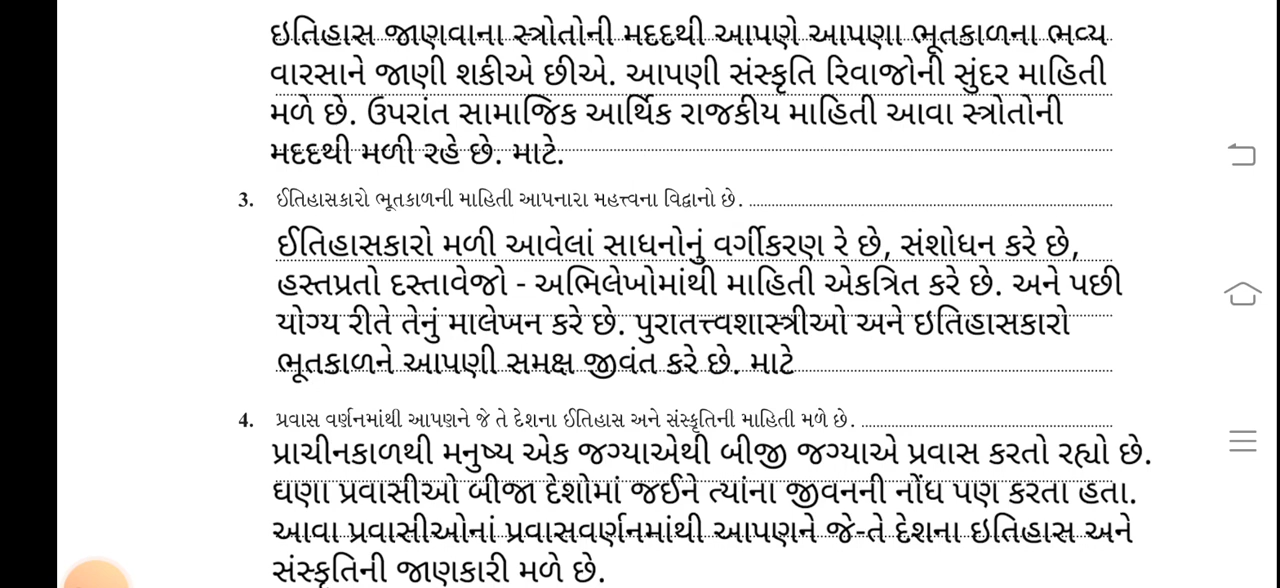 ઇતિહાસ જાણવાના સ્ત્રોતોની મદદથી આપણે આપણા ભૂતકાળના ભવ્ય
વારસાને જાણી શકીએ છીએ. આપણી સંસ્કૃતિ રિવાજોની સુંદર માહિતી
મળે છે. ઉપરાંત સામાજિક આર્થિક રાજકીય માહિતી આવા સ્ત્રોતોની
મદદથી મળી રહે છે. માટે.
3. ઈતિહાસકારો ભૂતકાળની માહિતી આપનારા મહત્ત્વના વિદ્વાનો છે.
ઈતિહાસકારો મળી આવેલાં સાધનોનું વર્ગીકરણ રે છે, સંશોધન કરે છે,
હસ્તપ્રતો દસ્તાવેજો - અભિલેખોમાંથી માહિતી એકત્રિત કરે છે. અને પછી
યોગ્ય રીતે તેનું માલેખન કરે છે. પુરાતત્ત્વશાસ્ત્રીઓ અને ઇતિહાસકારો
ભૂતકાળને આપણી સમક્ષ જીવંત કરે છે. માટે
4. પ્રવાસ વર્ણનમાંથી આપણને જે તે દેશના ઈતિહાસ અને સંસ્કૃતિની માહિતી મળે છે.
પ્રાચીનકાળથી મનુષ્ય એક જગ્યાએથી બીજી જગ્યાએ પ્રવાસ કરતો રહ્યો છે.
ઘણા પ્રવાસીઓ બીજા દેશોમાં જઈને ત્યાંના જીવનની નોંધ પણ કરતા હતા.
આવા પ્રવાસીઓનાં પ્રવાસવર્ણનમાંથી આપણને જે-તે દેશના ઇતિહાસ અને
સંસ્કૃતિની જાણકારી મળે છે.